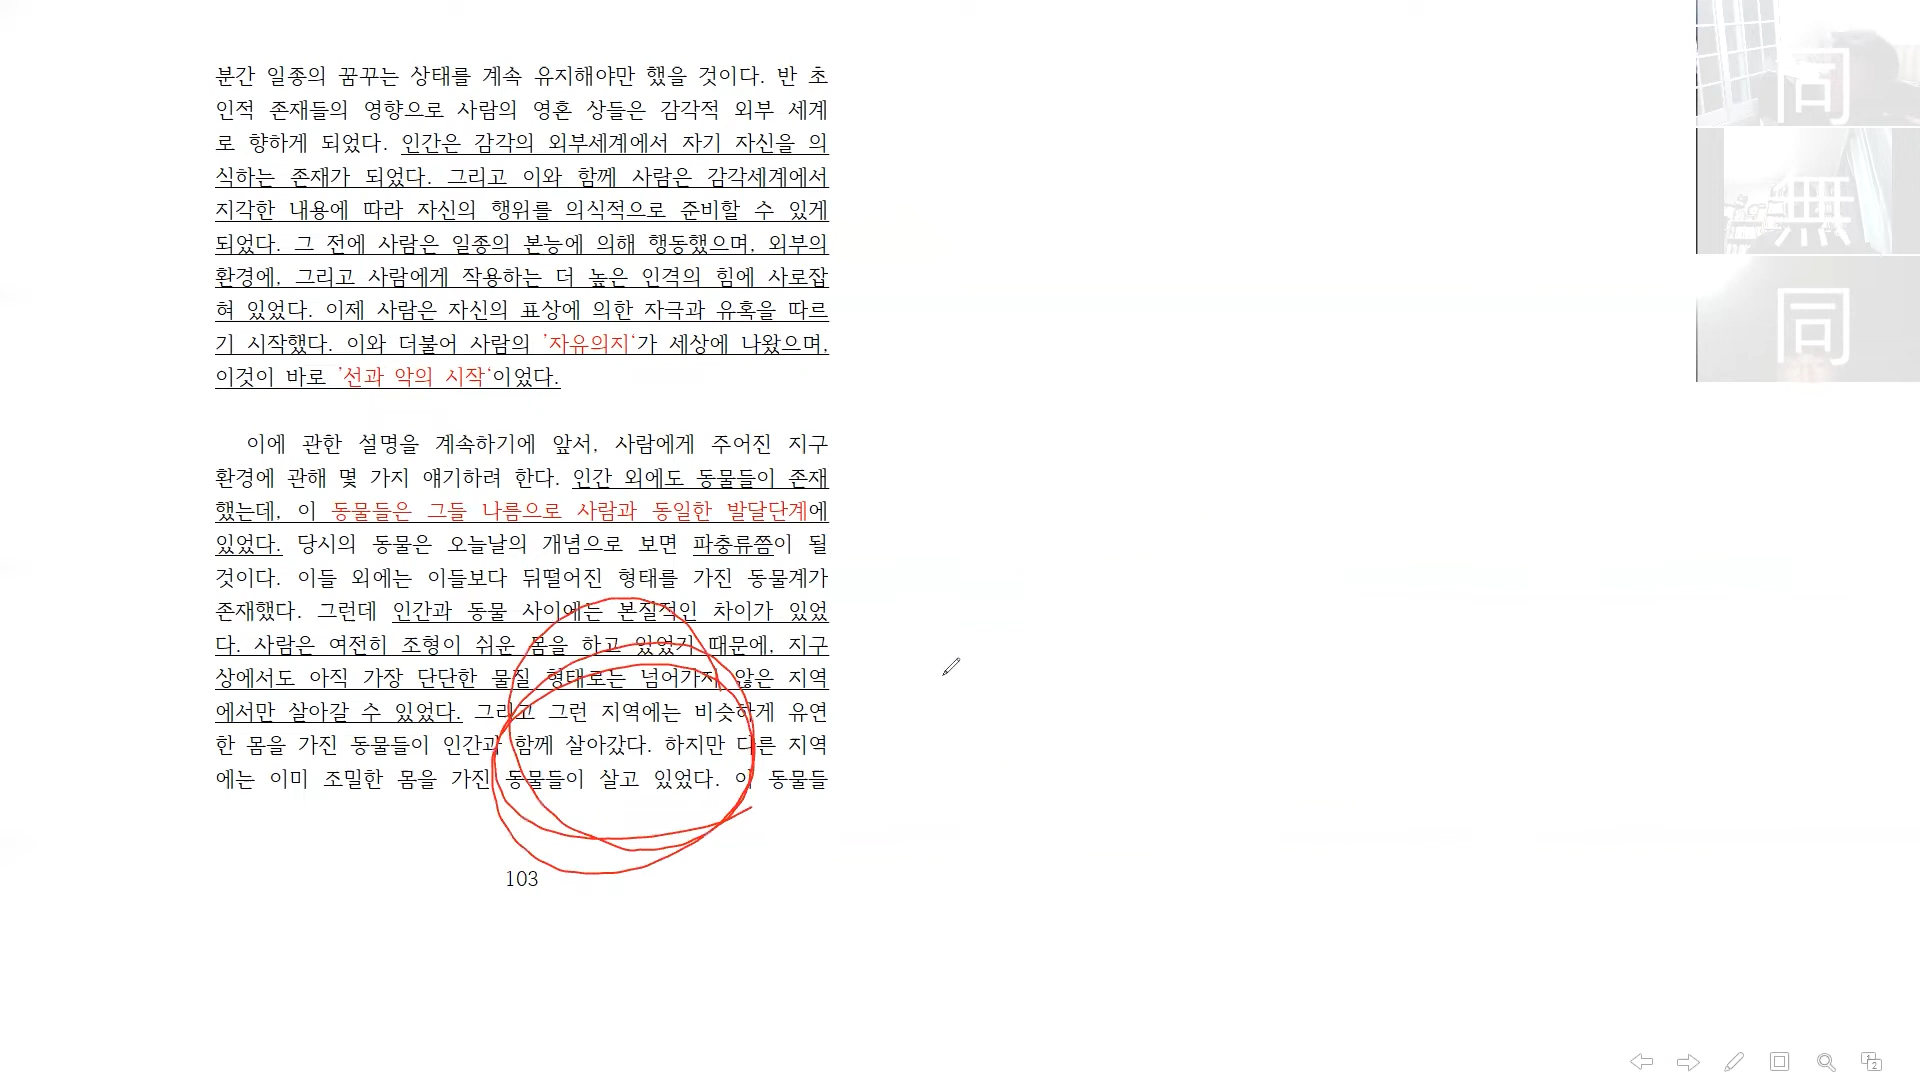 분간 일종의 꿈꾸는 상태를 계속 유지해야만 했을 것이다. 반 초
인적 존재들의 영향으로 사람의 영혼 상들은 감각적 외부 세계
로 향하게 되었다. 인간은 감각의 외부세계에서 자기 자신을 의
식하는 존재가 되었다. 그리고 이와 함께 사람은 감각세계에서
지각한 내용에 따라 자신의 행위를 의식적으로 준비할 수 있게
되었다. 그 전에 사람은 일종의 본능에 의해 행동했으며, 외부의
환경에, 그리고 사람에게 작용하는 더 높은 인격의 힘에 사로잡
혀 있었다. 이제 사람은 자신의 표상에 의한 자극과 유혹을 따르
기 시작했다. 이와 더불어 사람의 ’자유의지‘가 세상에 나왔으며,
이것이 바로 ’선과 악의 시작‘이었다.
이에 관한 설명을 계속하기에 앞서, 사람에게 주어진 지구
환경에 관해 몇 가지 얘기하려 한다. 인간 외에도 동물들이 존재
했는데, 이 동물들은 그들 나름으로 사람과 동일한 발달단계에
있었다. 당시의 동물은 오늘날의 개념으로 보면 파충류쯤이 될
것이다. 이들 외에는 이들보다 뒤떨어진 형태를 가진 동물계가
존재했다. 그런데 인간과 동물 사이에는 본질적인 차이가 있었
다. 사람은 여전히 조형이 쉬운 몸을 하고 있었기 때문에, 지구
상에서도 아직 가장 단단한 물질 형태로는 넘어가지 않은 지역
에서만 살아갈 수 있었다. 그리고 그런 지역에는 비슷하게 유연
한 몸을 가진 동물들이 인간과 함께 살아갔다. 하지만 다른 지역
에는 이미 조밀한 몸을 가진 동물들이 살고 있었다. 이 동물들
103
同
無
同